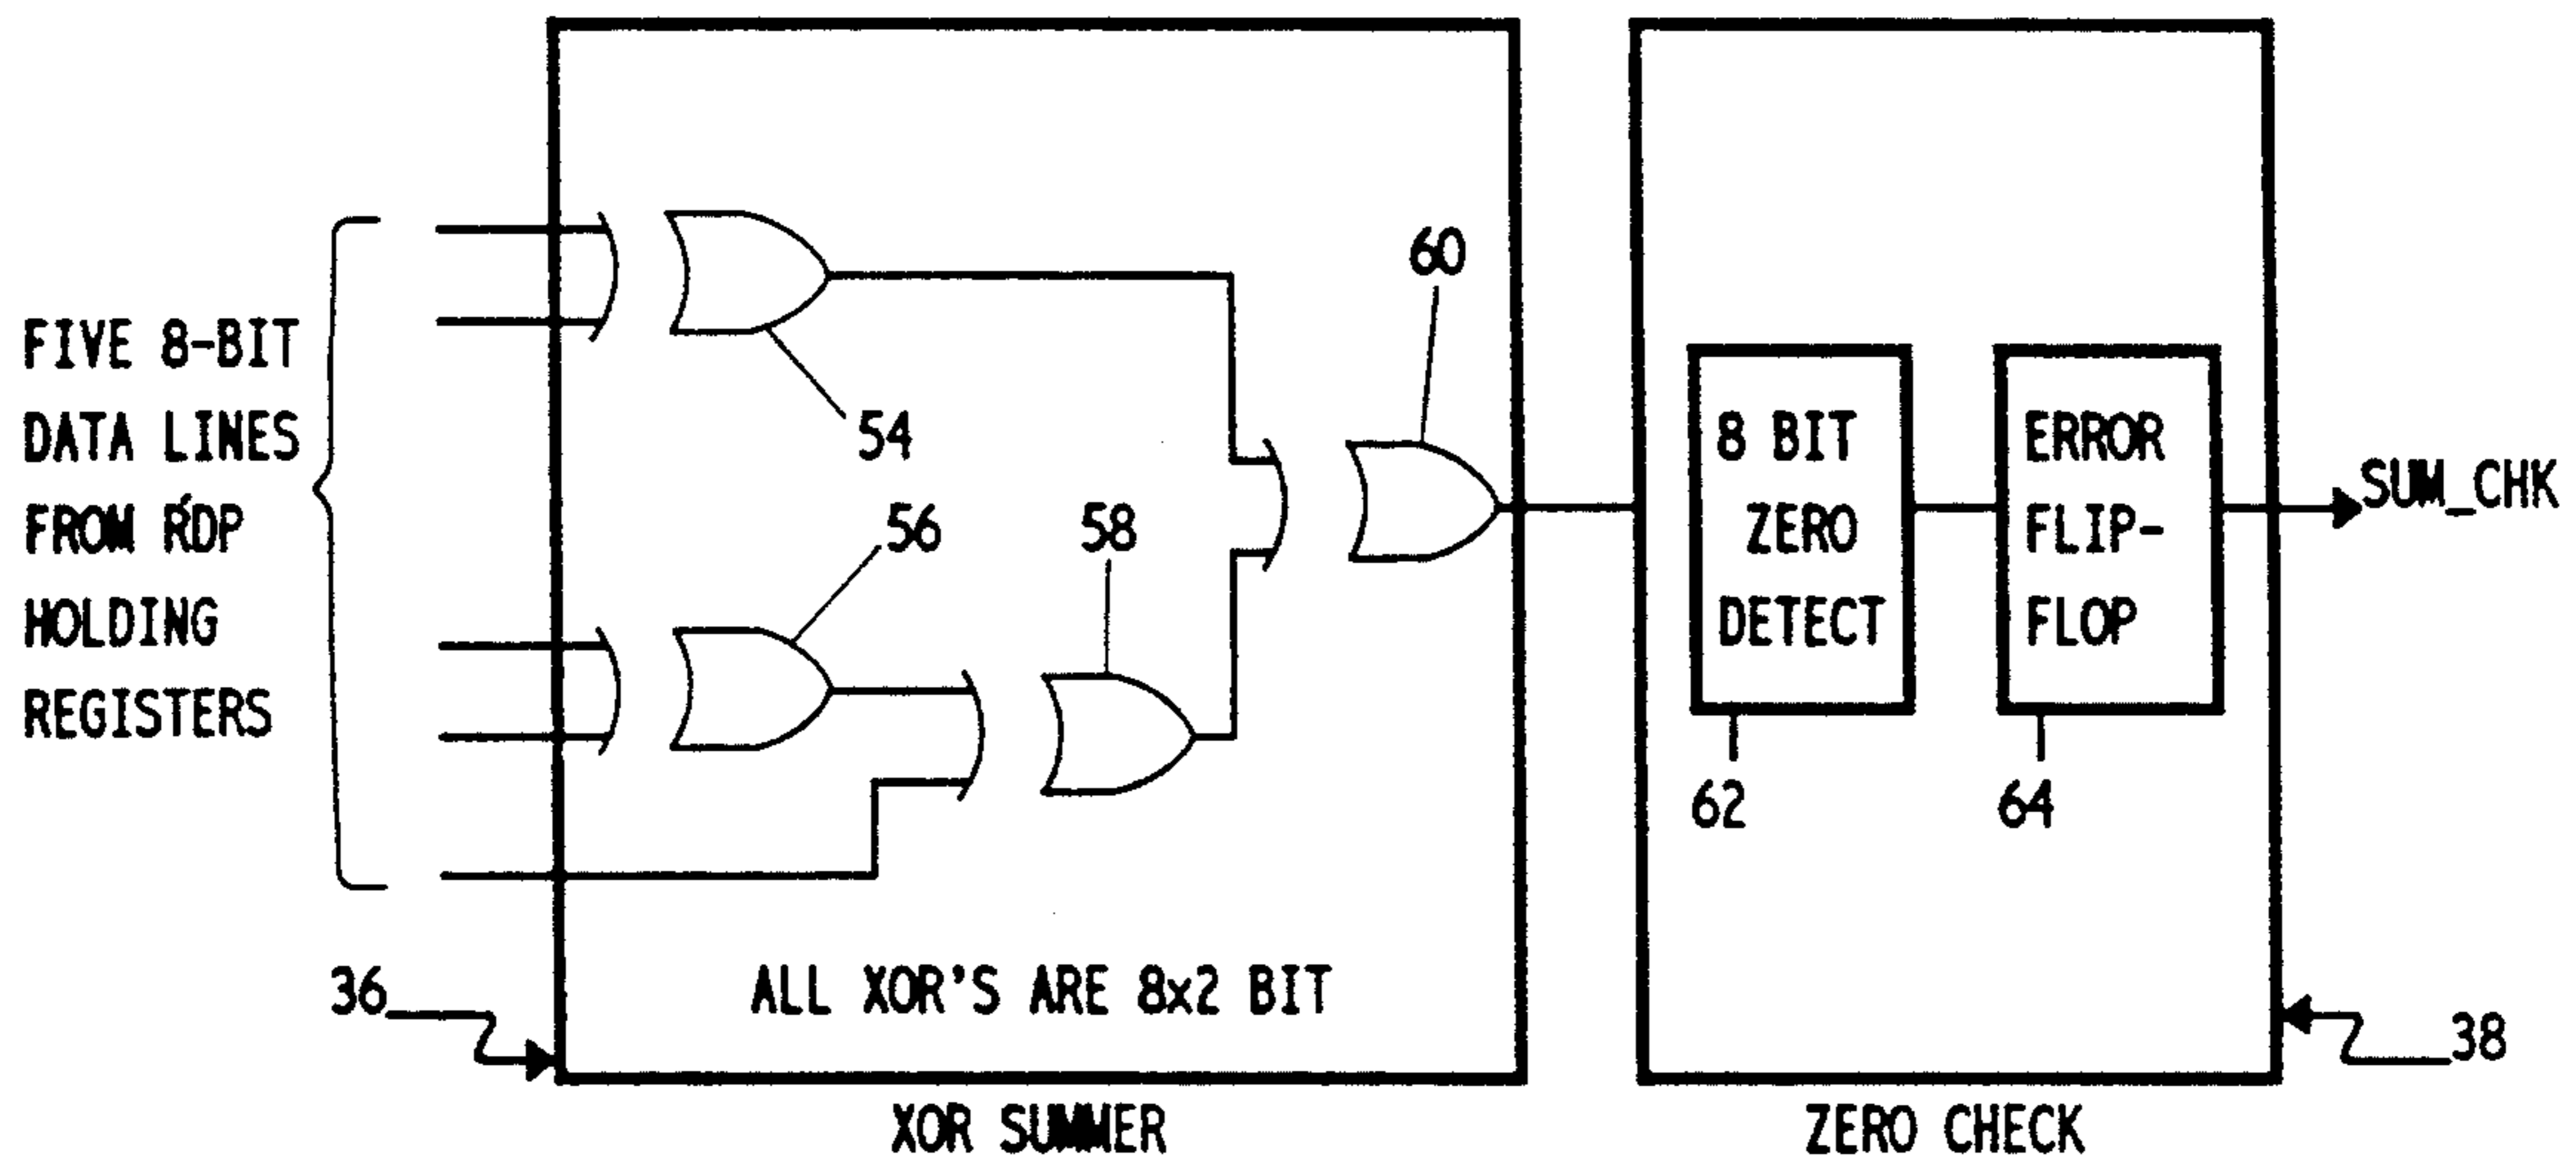 FIVE 8-BIT
DATA LINES
FROM RDP
HOLDING
REGISTERS
54
56
58
60
8 BIT
ZERO
DETECT
ERROR
FLIP-
FLOP
SUM_CHK
62
64
36
ALL XOR'S ARE 8x2 BIT
38
XOR SUMMER
ZERO CHECK